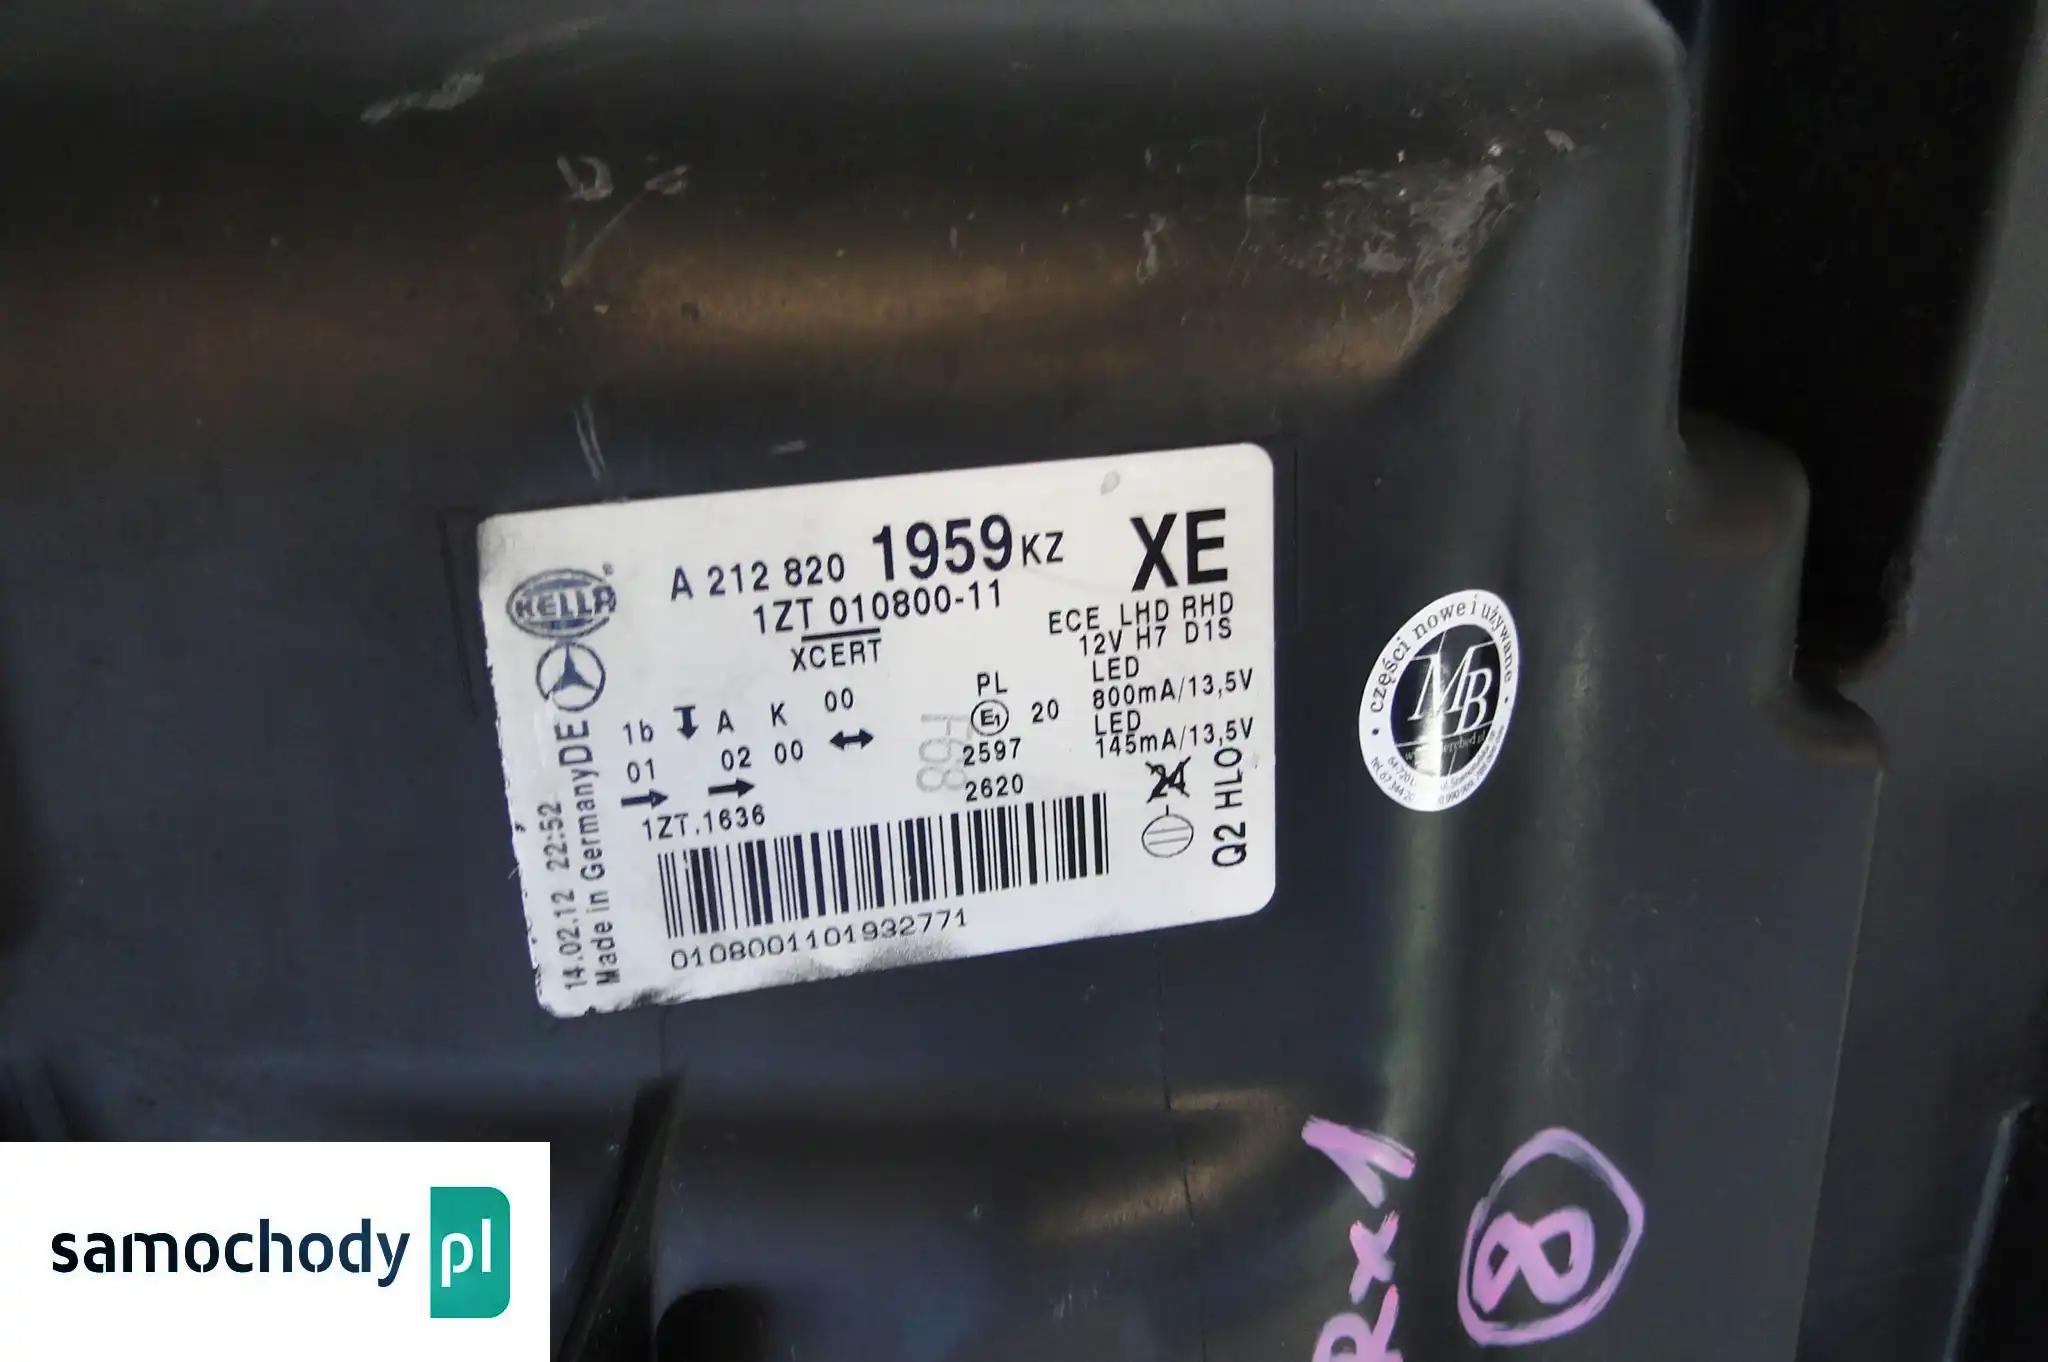 A 212 820 1959 KZ XE
1ZT 010800-11
XCERT
ECE LHD RHD
12V H7 D1S
LED
800mA/13,5V
LED
145mA/13,5V
HELLA®
1b A K 00
01 02 00
1ZT.1636
PL
E1 20
2597
2620
24
Q2 HLO
DE
14.02.12 22:52
Made in Germany
0108001101932771
części nowe i używane
MB
Rx1
8
samochody pl